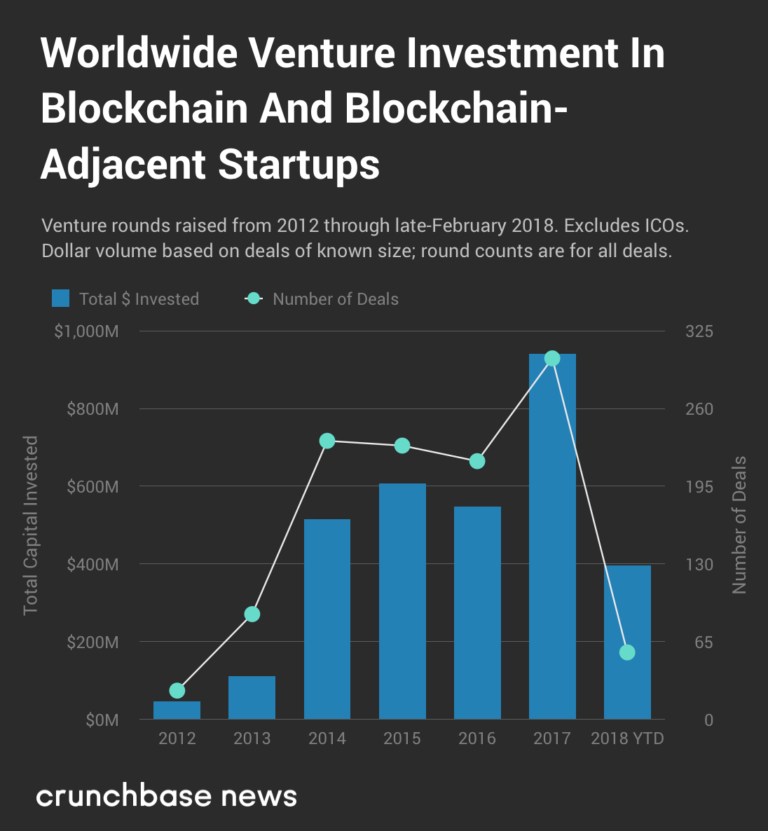 Worldwide Venture Investment In
Blockchain And Blockchain-
Adjacent Startups
Venture rounds raised from 2012 through late-February 2018. Excludes ICOs.
Dollar volume based on deals of known size; round counts are for all deals.
Total $ Invested
Number of Deals
$1,000M
$800M
$600M
$400M
$200M
$0M
Total Capital Invested
325
260
195
130
65
0
Number of Deals
2012
2013
2014
2015
2016
2017
2018 YTD
crunchbase news